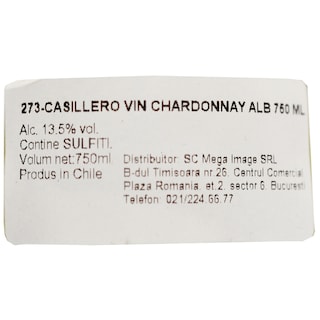 273-CASILLERO VIN CHARDONNAY ALB 750 ML
Alc. 13.5% vol.
Contine SULFITI.
Volum net:750ml.
Produs in Chile
Distribuitor: SC Mega Image SRL
B-dul Timisoara nr.26. Centrul Comercial
Plaza Romania. et.2. sector 6. Bucuresti
Telefon: 021/224.66.77